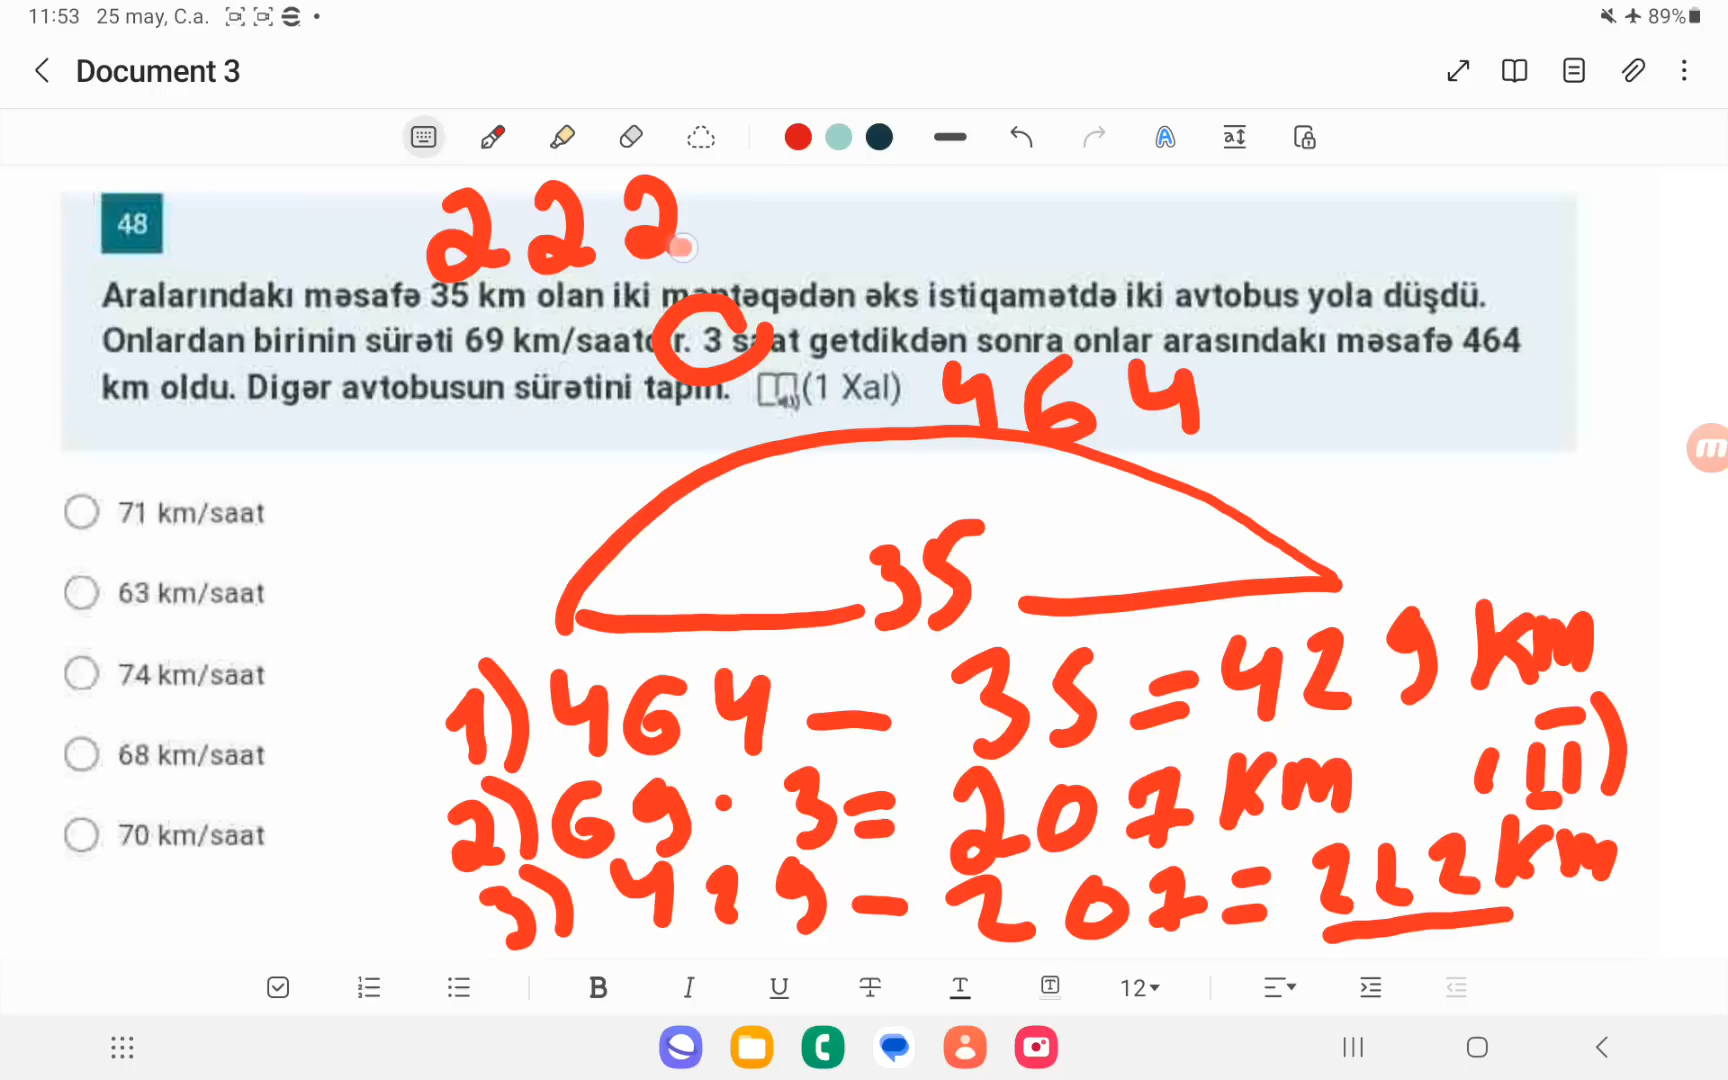 11:53 25 may, C.a. 89%
Document 3
222
48
Aralarındakı məsafə 35 km olan iki məntəqədən əks istiqamətdə iki avtobus yola düşdü.
Onlardan birinin sürəti 69 km/saatdır. 3 saat getdikdən sonra onlar arasındakı məsafə 464
km oldu. Digər avtobusun sürətini tapın. (1 Xal)
464
71 km/saat
63 km/saat
74 km/saat
68 km/saat
70 km/saat
35
1) 464 - 35 = 429 km
2) 69 · 3 = 207 km (II)
3) 429 - 207 = 222 km
B I U T T T 12